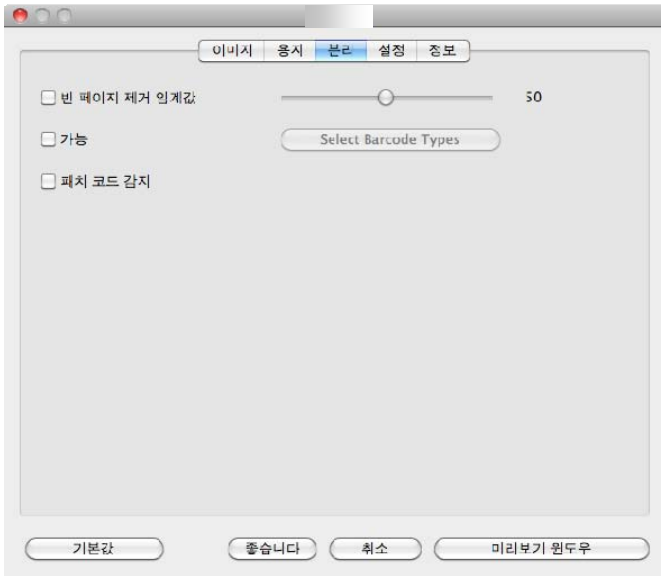 이미지 용지 분리 설정 정보
빈 페이지 제거 임계값 50
가능 Select Barcode Types
패치 코드 감지
기본값 좋습니다 취소 미리보기 윈도우